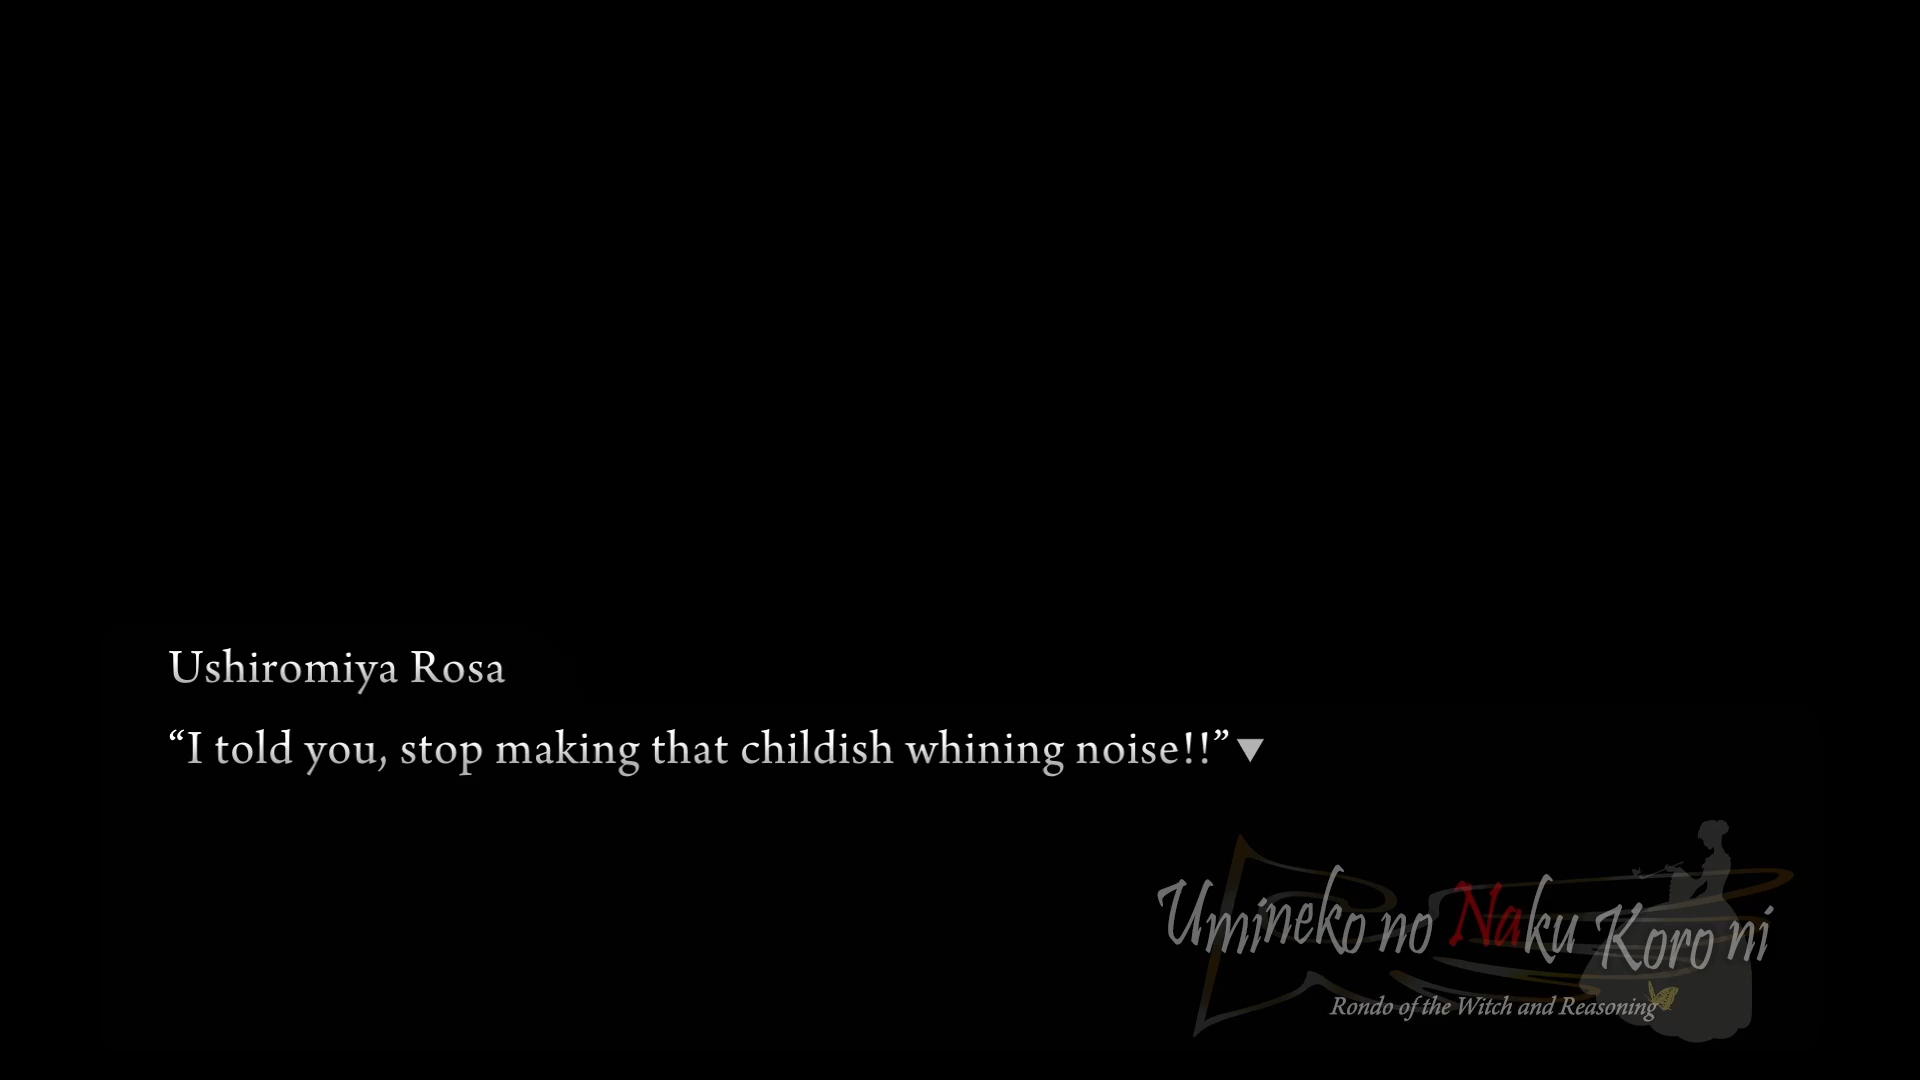 Ushiromiya Rosa
“I told you, stop making that childish whining noise!!”
Umineko no Naku Koro ni
Rondo of the Witch and Reasoning